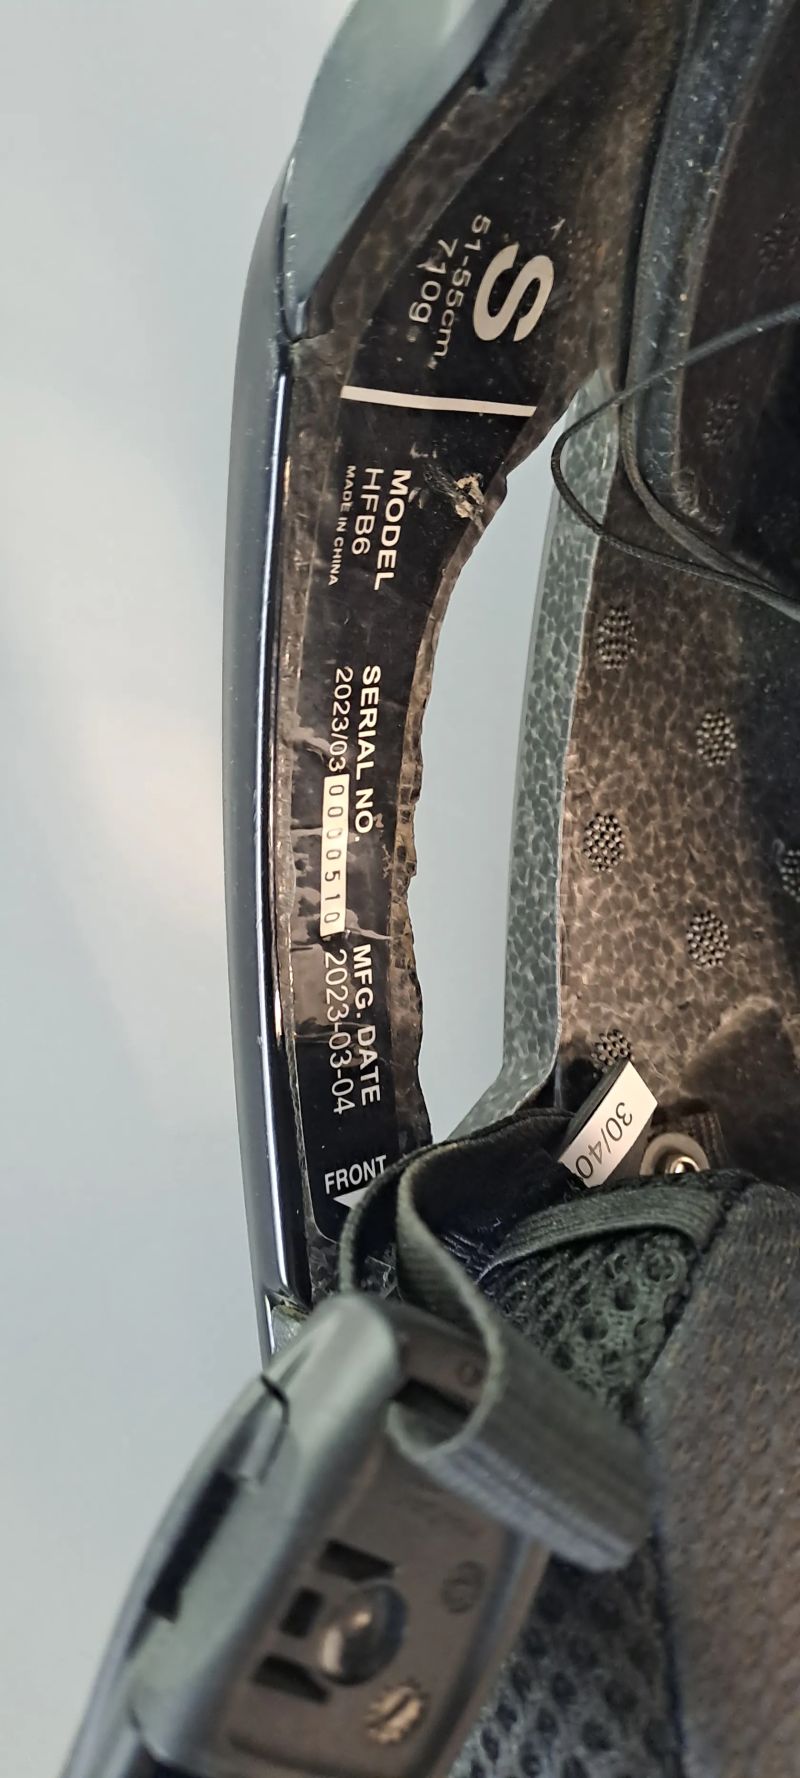 S
51-55cm
710g
MODEL
HFB6
MADE IN CHINA
SERIAL NO.
2023/03 0000510
MFG. DATE
2023-03-04
FRONT
30/40